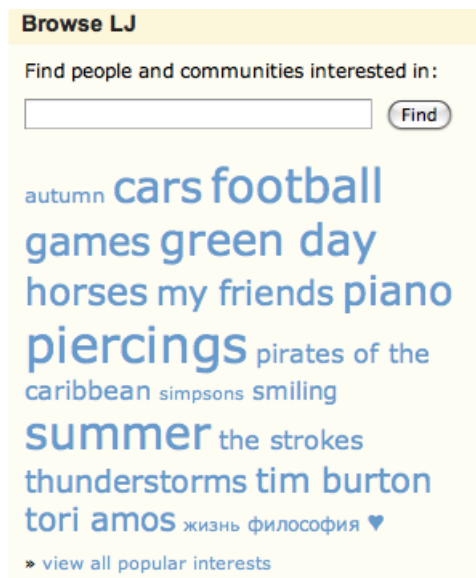 Browse LJ
Find people and communities interested in:
Find
autumn cars football
games green day
horses my friends piano
piercings pirates of the
caribbean simpsons smiling
summer the strokes
thunderstorms tim burton
tori amos жизнь философия ♥
» view all popular interests